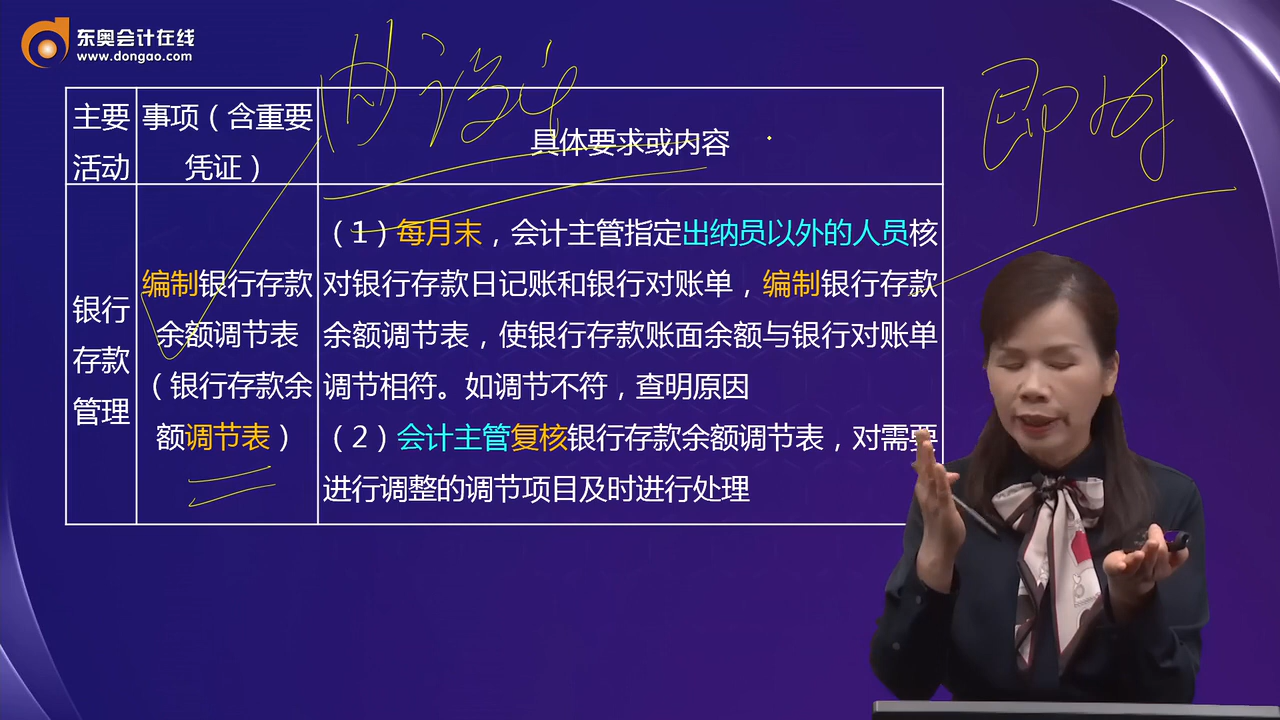 东奥会计在线
www.dongao.com
主要
活动
事项（含重要
凭证）
具体要求或内容
即时
银行
存款
管理
编制银行存款
余额调节表
（银行存款余
额调节表）
（1）每月末，会计主管指定出纳员以外的人员核
对银行存款日记账和银行对账单，编制银行存款
余额调节表，使银行存款账面余额与银行对账单
调节相符。如调节不符，查明原因
（2）会计主管复核银行存款余额调节表，对需要
进行调整的调节项目及时进行处理